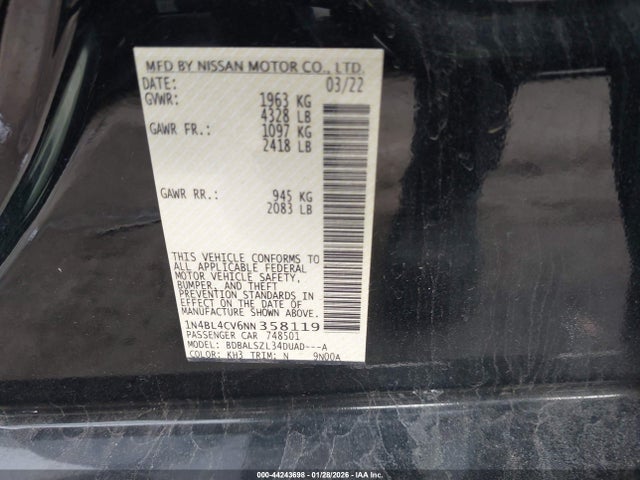 MFD BY NISSAN MOTOR CO., LTD.
DATE: 03/22
GVWR: 1963 KG
4328 LB
GAWR FR.: 1097 KG
2418 LB
GAWR RR.: 945 KG
2083 LB
THIS VEHICLE CONFORMS TO
ALL APPLICABLE FEDERAL
MOTOR VEHICLE SAFETY,
BUMPER, AND THEFT
PREVENTION STANDARDS IN
EFFECT ON THE DATE OF
MANUFACTURE SHOWN ABOVE.
1N4BL4CV6NN358119
PASSENGER CAR 748501
MODEL: BDBALSZL34DUAD---A
COLOR: KH3 TRIM: N 9N00A
000-44243698 - 01/28/2026 - IAA Inc.